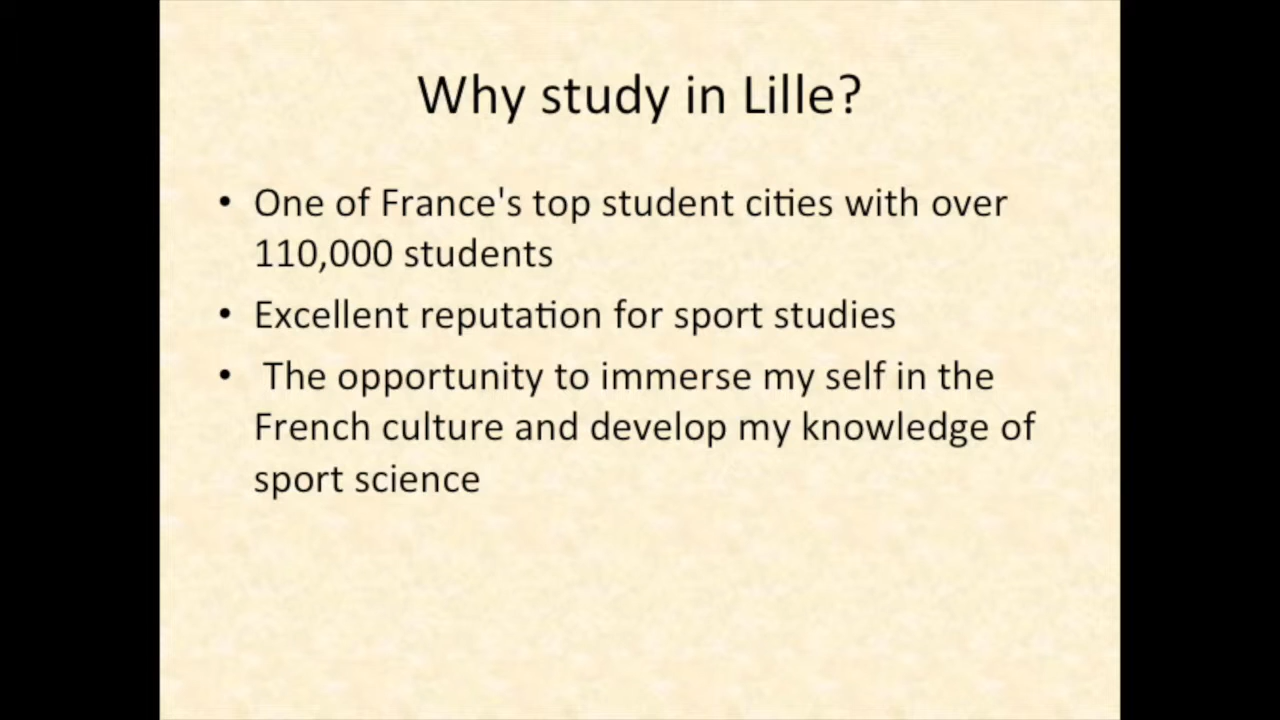 Why study in Lille?
• One of France's top student cities with over
110,000 students
• Excellent reputation for sport studies
• The opportunity to immerse my self in the
French culture and develop my knowledge of
sport science